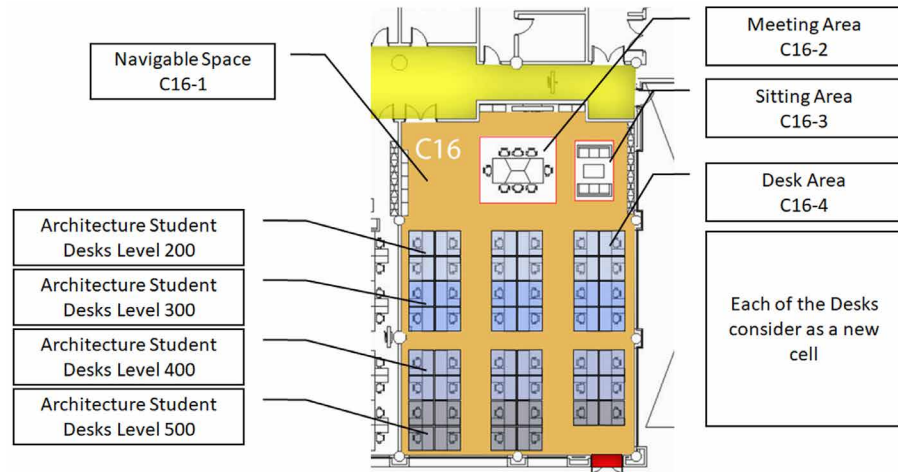 Meeting Area
C16-2
Navigable Space
C16-1
Sitting Area
C16-3
C16
Desk Area
C16-4
Architecture Student
Desks Level 200
Architecture Student
Desks Level 300
Each of the Desks
consider as a new
cell
Architecture Student
Desks Level 400
Architecture Student
Desks Level 500